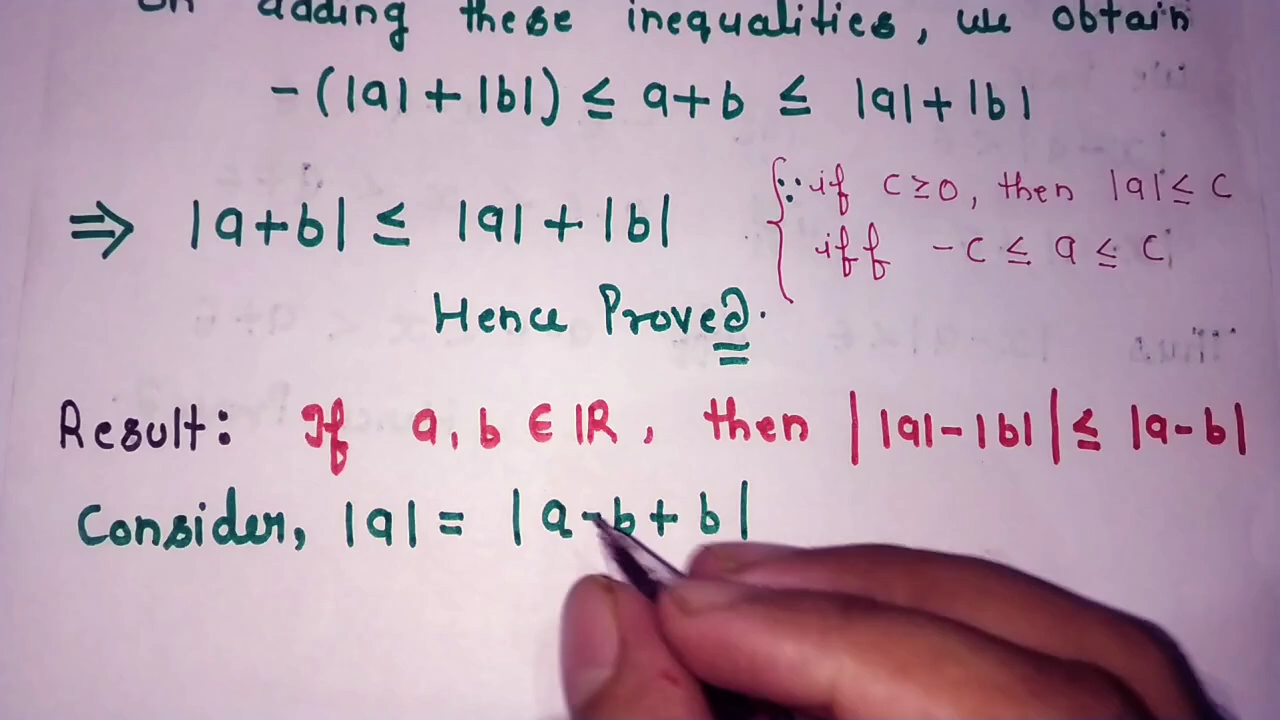 On adding these inequalities, we obtain
-(|a| + |b|) ≤ a+b ≤ |a| + |b|
⇒ |a+b| ≤ |a| + |b| {∵ if c≥0, then |a| ≤ c
iff -c ≤ a ≤ c
Hence Proved.
Result: If a, b ∈ ℝ, then ||a| - |b|| ≤ |a-b|
Consider, |a| = |a-b+b|